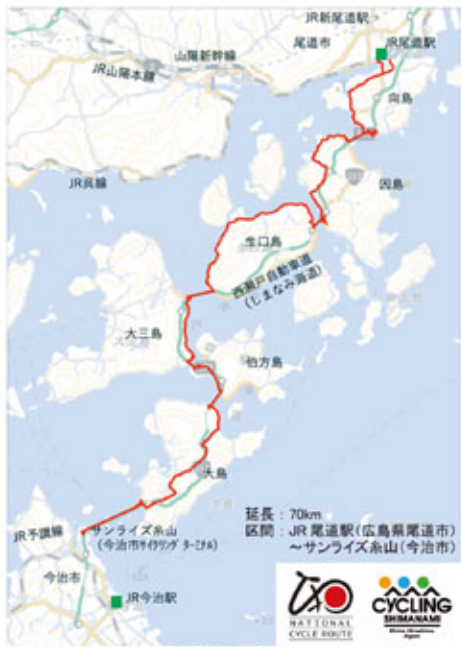 JR新尾道駅
尾道市
JR尾道駅
山陽新幹線
JR山陽本線
向島
JR呉線
因島
生口島
西瀬戸自動車道
(しまなみ海道)
大三島
伯方島
大島
延長：70km
区間：JR尾道駅(広島県尾道市)
～サンライズ糸山(今治市)
JR予讃線
サンライズ糸山
(今治市サイクリング ターミナル)
今治市
JR今治駅
NATIONAL
CYCLE ROUTE
CYCLING
SHIMANAMI